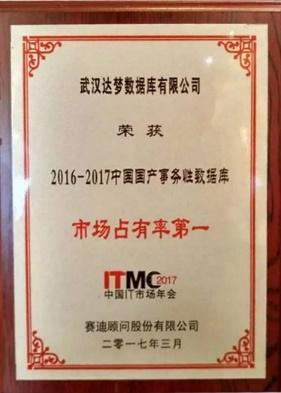 武汉达梦数据库有限公司
荣获
2016-2017中国国产事务性数据库
市场占有率第一
ITMC 2017
中国IT市场年会
赛迪顾问股份有限公司
二零一七年三月